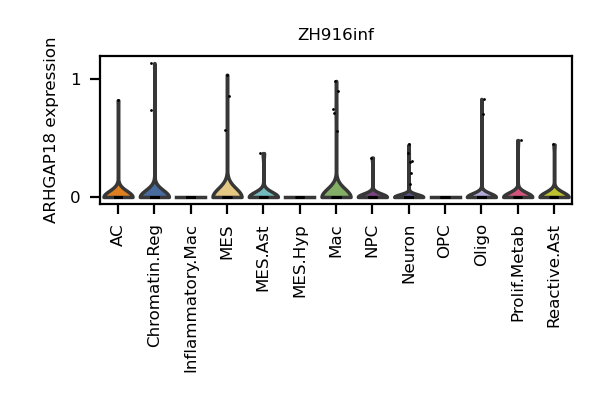 ZH916inf
ARHGAP18 expression
1
0
AC
Chromatin.Reg
Inflammatory.Mac
MES
MES.Ast
MES.Hyp
Mac
NPC
Neuron
OPC
Oligo
Prolif.Metab
Reactive.Ast